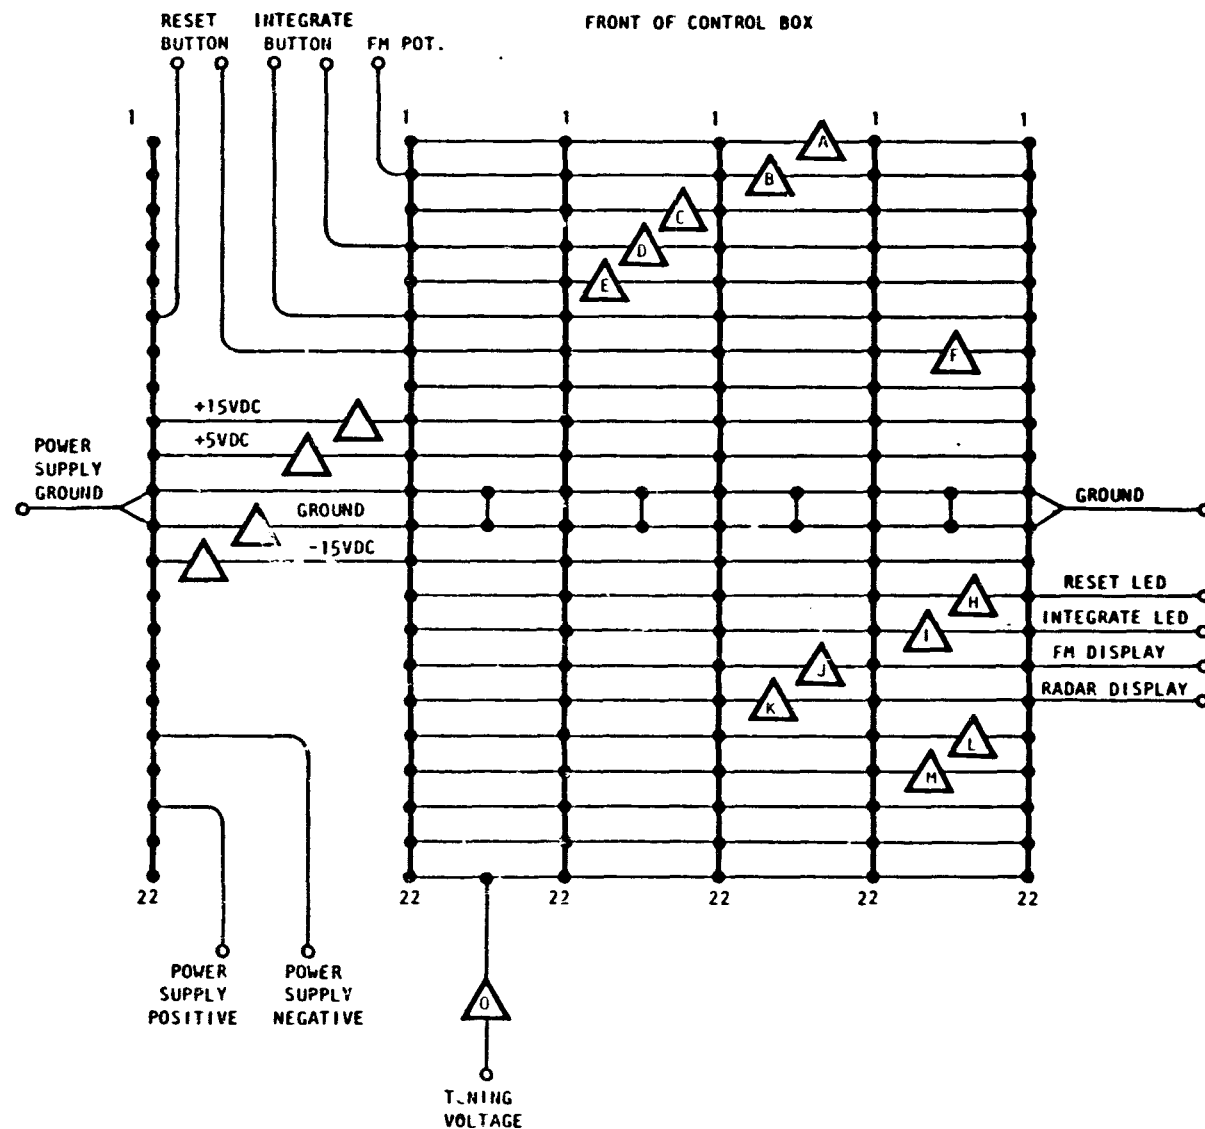 RESET INTEGRATE FRONT OF CONTROL BOX
BUTTON BUTTON FM POT.
1 1 1 1 1 1
A
B
C
D
E
F
+15VDC
+5VDC
POWER
SUPPLY
GROUND
GROUND
GROUND
-15VDC
H RESET LED
I INTEGRATE LED
J FM DISPLAY
K RADAR DISPLAY
L
M
22 22 22 22 22 22
POWER
SUPPLY
POSITIVE
POWER
SUPPLY
NEGATIVE
O
VOLTAGE